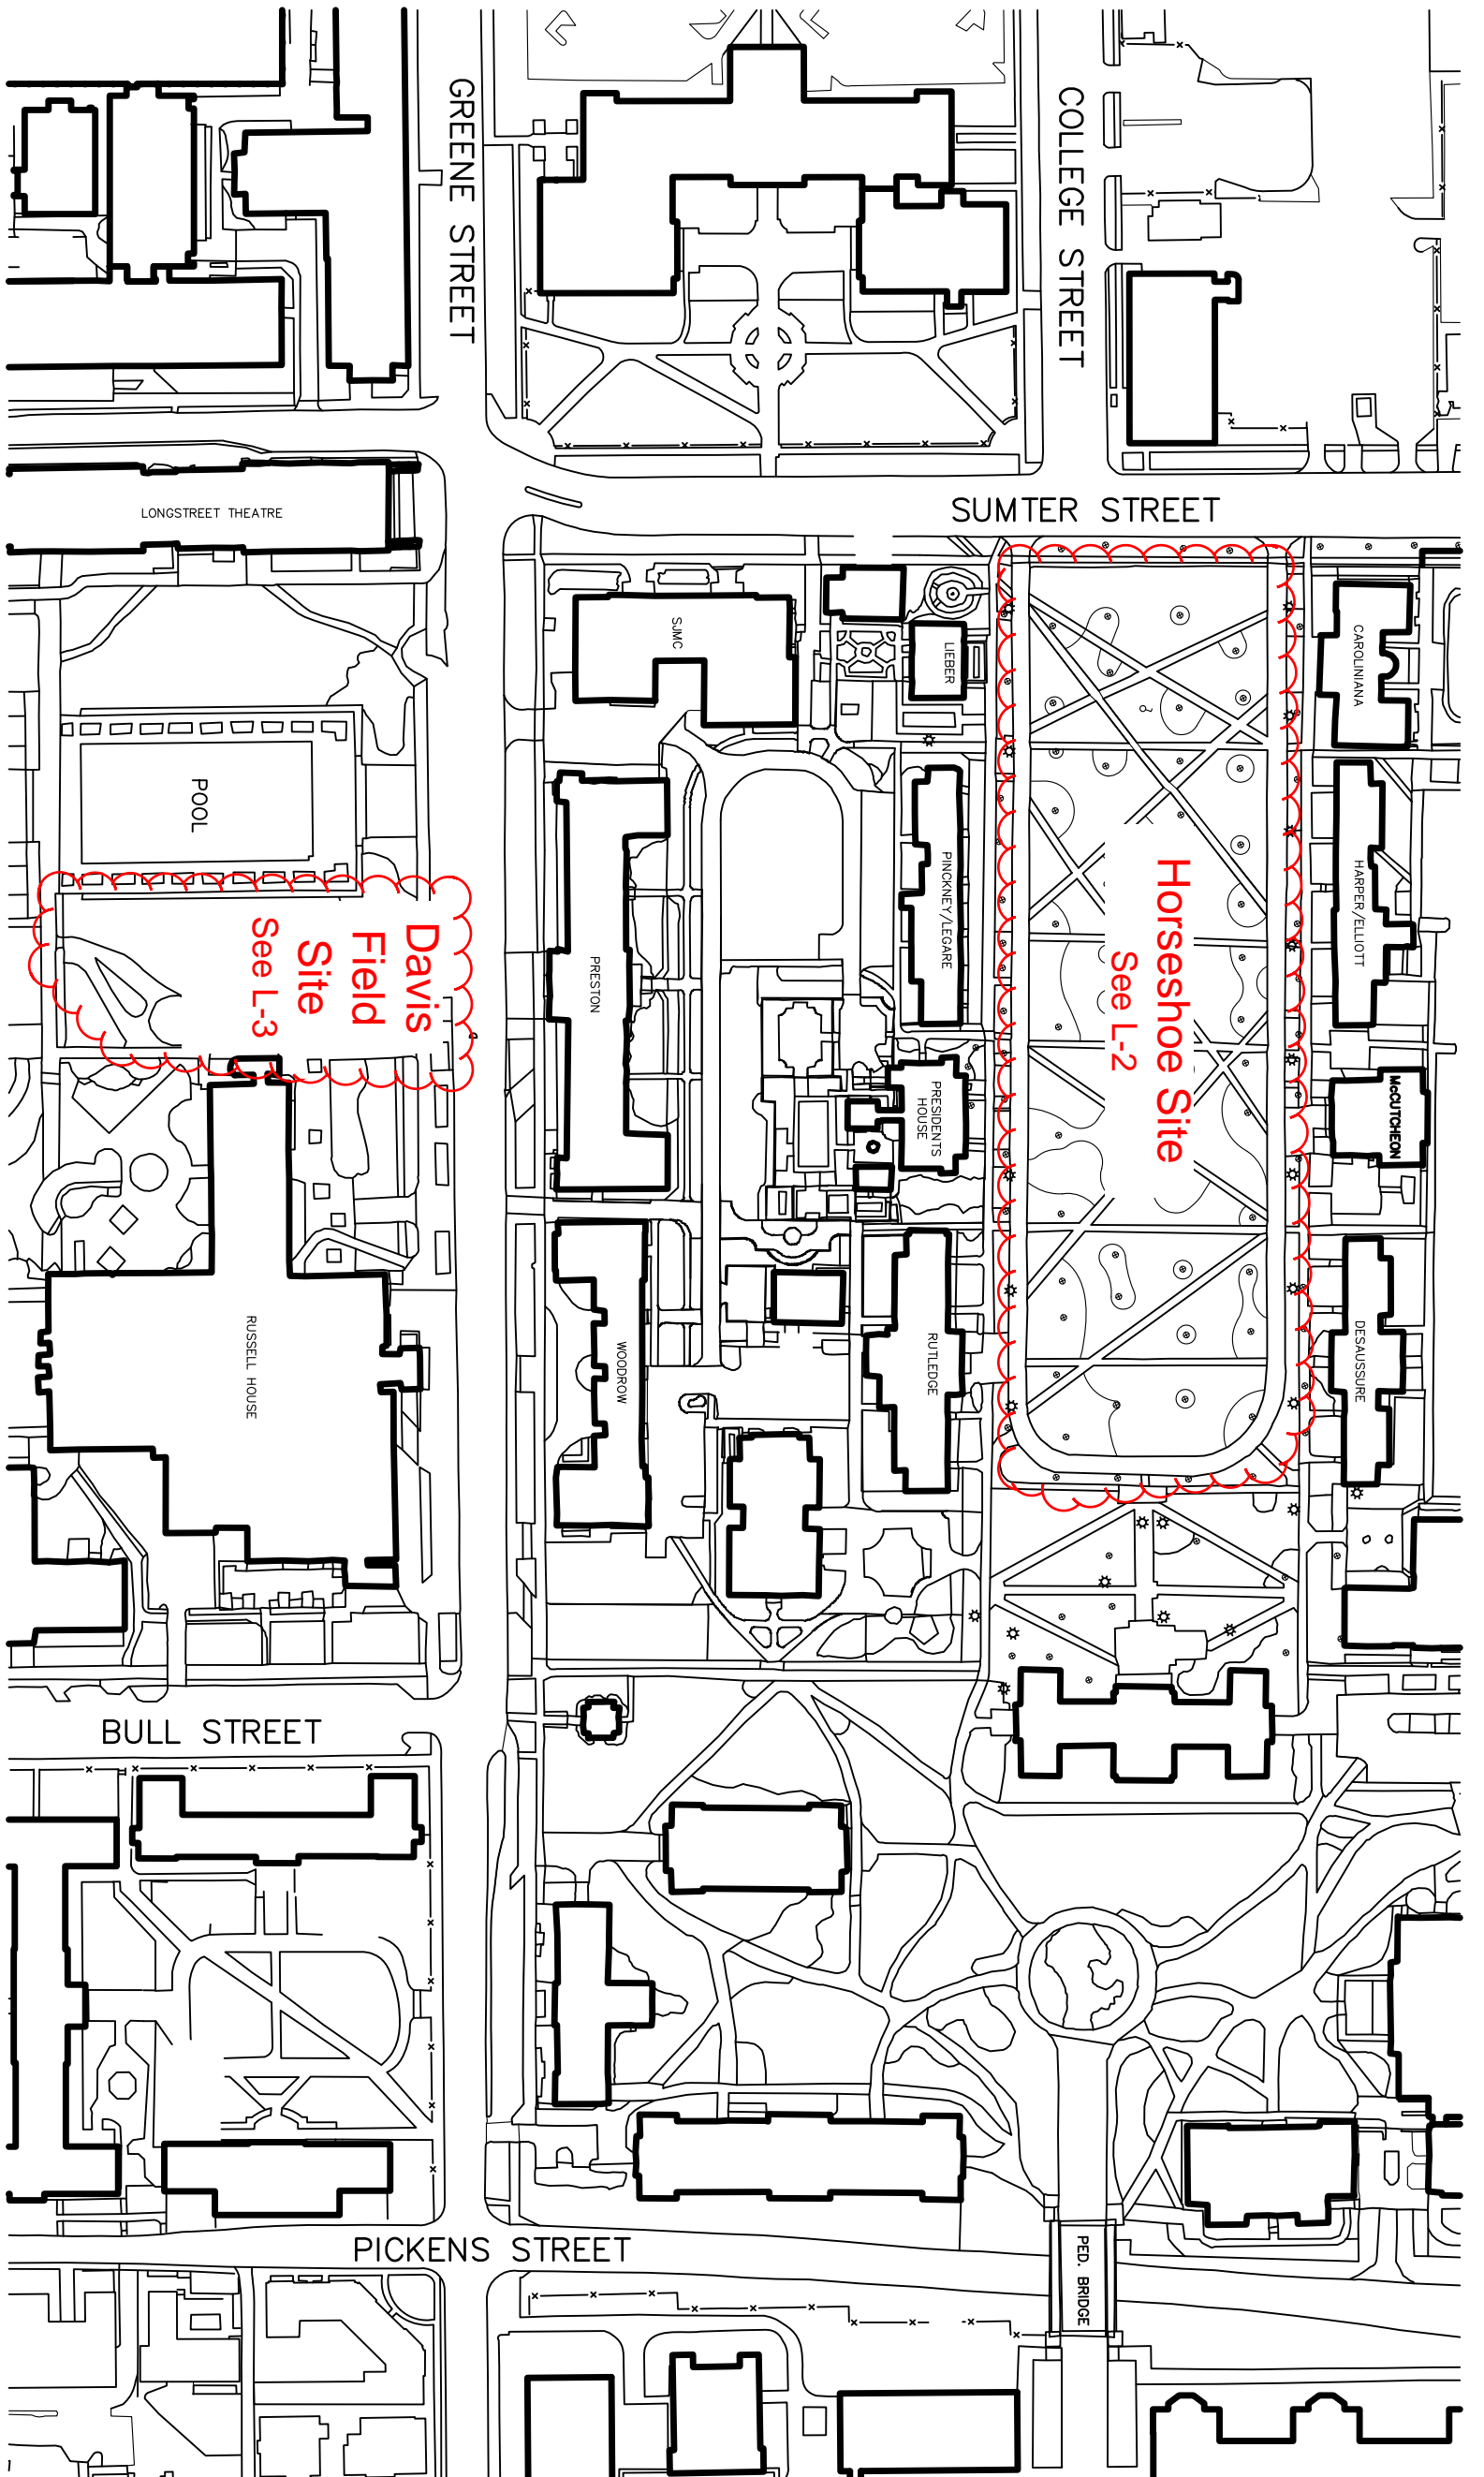 GREENE STREET
COLLEGE STREET
SUMTER STREET
LONGSTREET THEATRE
SJMC
LIEBER
CAROLINIANA
POOL
PINCKNEY/LEGARE
HARPER/ELLIOTT
Horseshoe Site
See L-2
Davis
Field
Site
See L-3
PRESTON
PRESIDENTS
HOUSE
McCUTCHEON
RUSSELL HOUSE
WOODROW
RUTLEDGE
DESAUSSURE
BULL STREET
PICKENS STREET
PED. BRIDGE